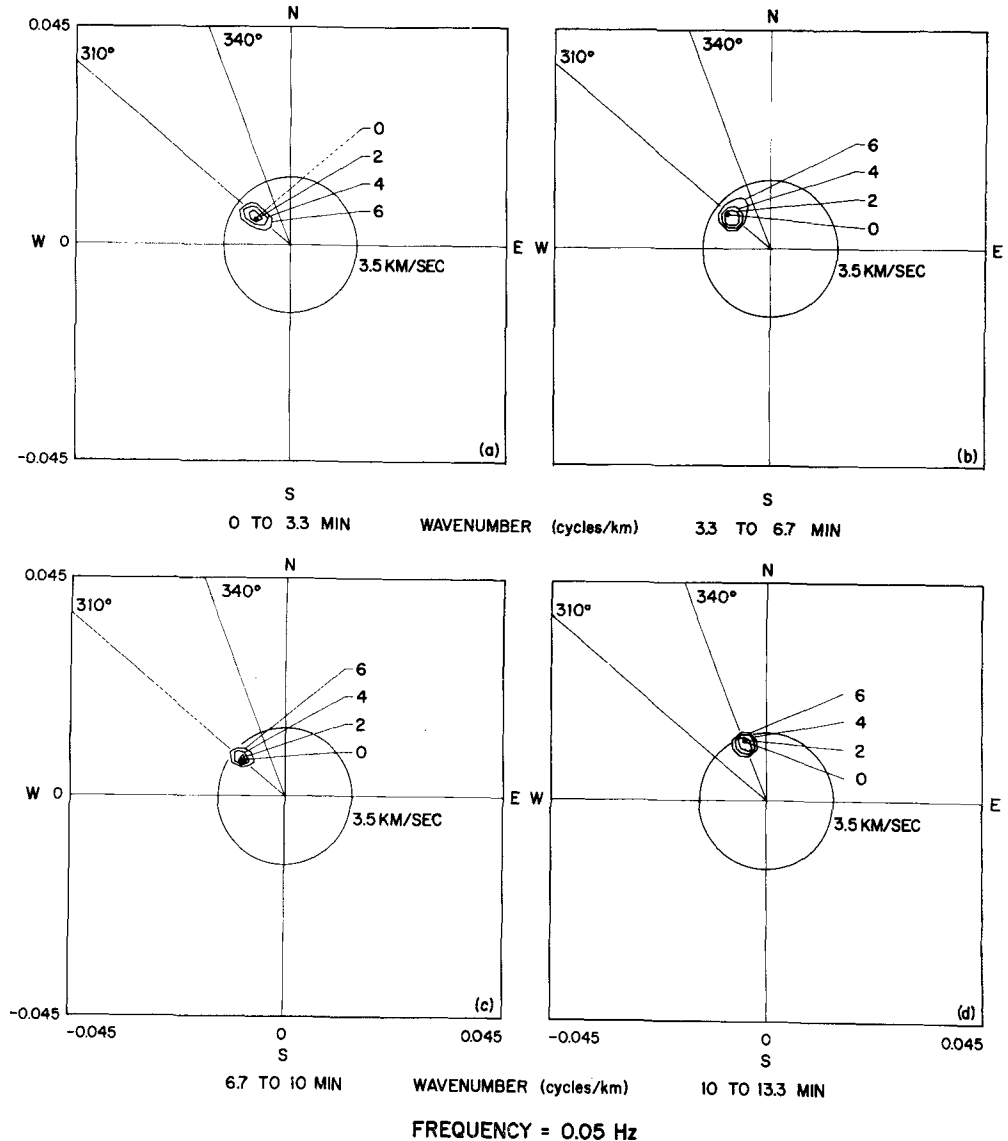 0.045
N
N
310°
340°
310°
340°
0
2
4
6
6
4
2
0
W 0
E W
E
3.5 KM/SEC
3.5 KM/SEC
-0.045
(a)
(b)
S
S
0 TO 3.3 MIN WAVENUMBER (cycles/km) 3.3 TO 6.7 MIN
0.045
N
N
310°
340°
310°
340°
6
4
2
0
6
4
2
0
W 0
E W
E
3.5 KM/SEC
3.5 KM/SEC
-0.045
(c)
(d)
-0.045 0 0.045
-0.045 0 0.045
S
S
6.7 TO 10 MIN WAVENUMBER (cycles/km) 10 TO 13.3 MIN
FREQUENCY = 0.05 Hz